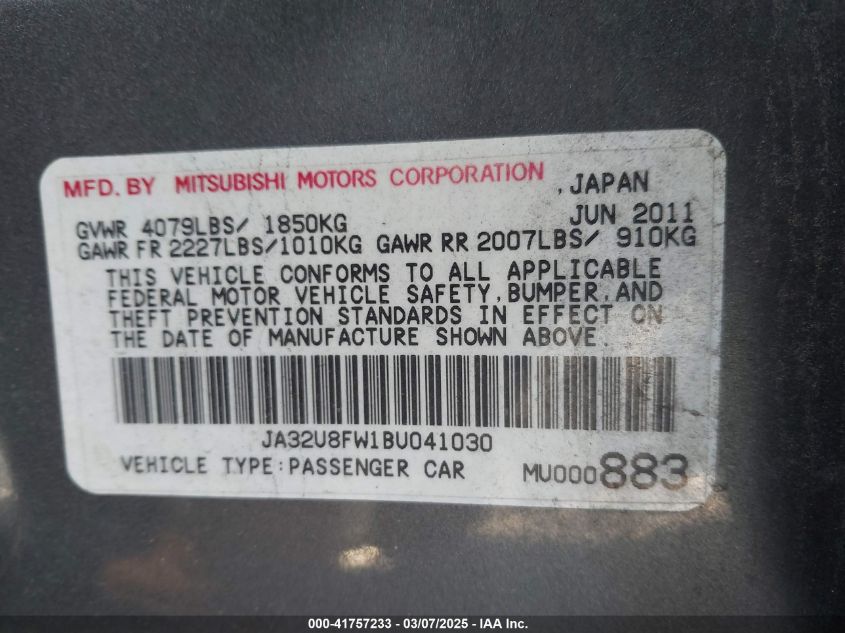 MFD. BY MITSUBISHI MOTORS CORPORATION , JAPAN
GVWR 4079LBS/ 1850KG JUN 2011
GAWR FR 2227LBS/1010KG GAWR RR 2007LBS/ 910KG
THIS VEHICLE CONFORMS TO ALL APPLICABLE
FEDERAL MOTOR VEHICLE SAFETY, BUMPER, AND
THEFT PREVENTION STANDARDS IN EFFECT ON
THE DATE OF MANUFACTURE SHOWN ABOVE.
JA32U8FW1BU041030
VEHICLE TYPE:PASSENGER CAR MU000883
000-41757233 - 03/07/2025 - IAA Inc.